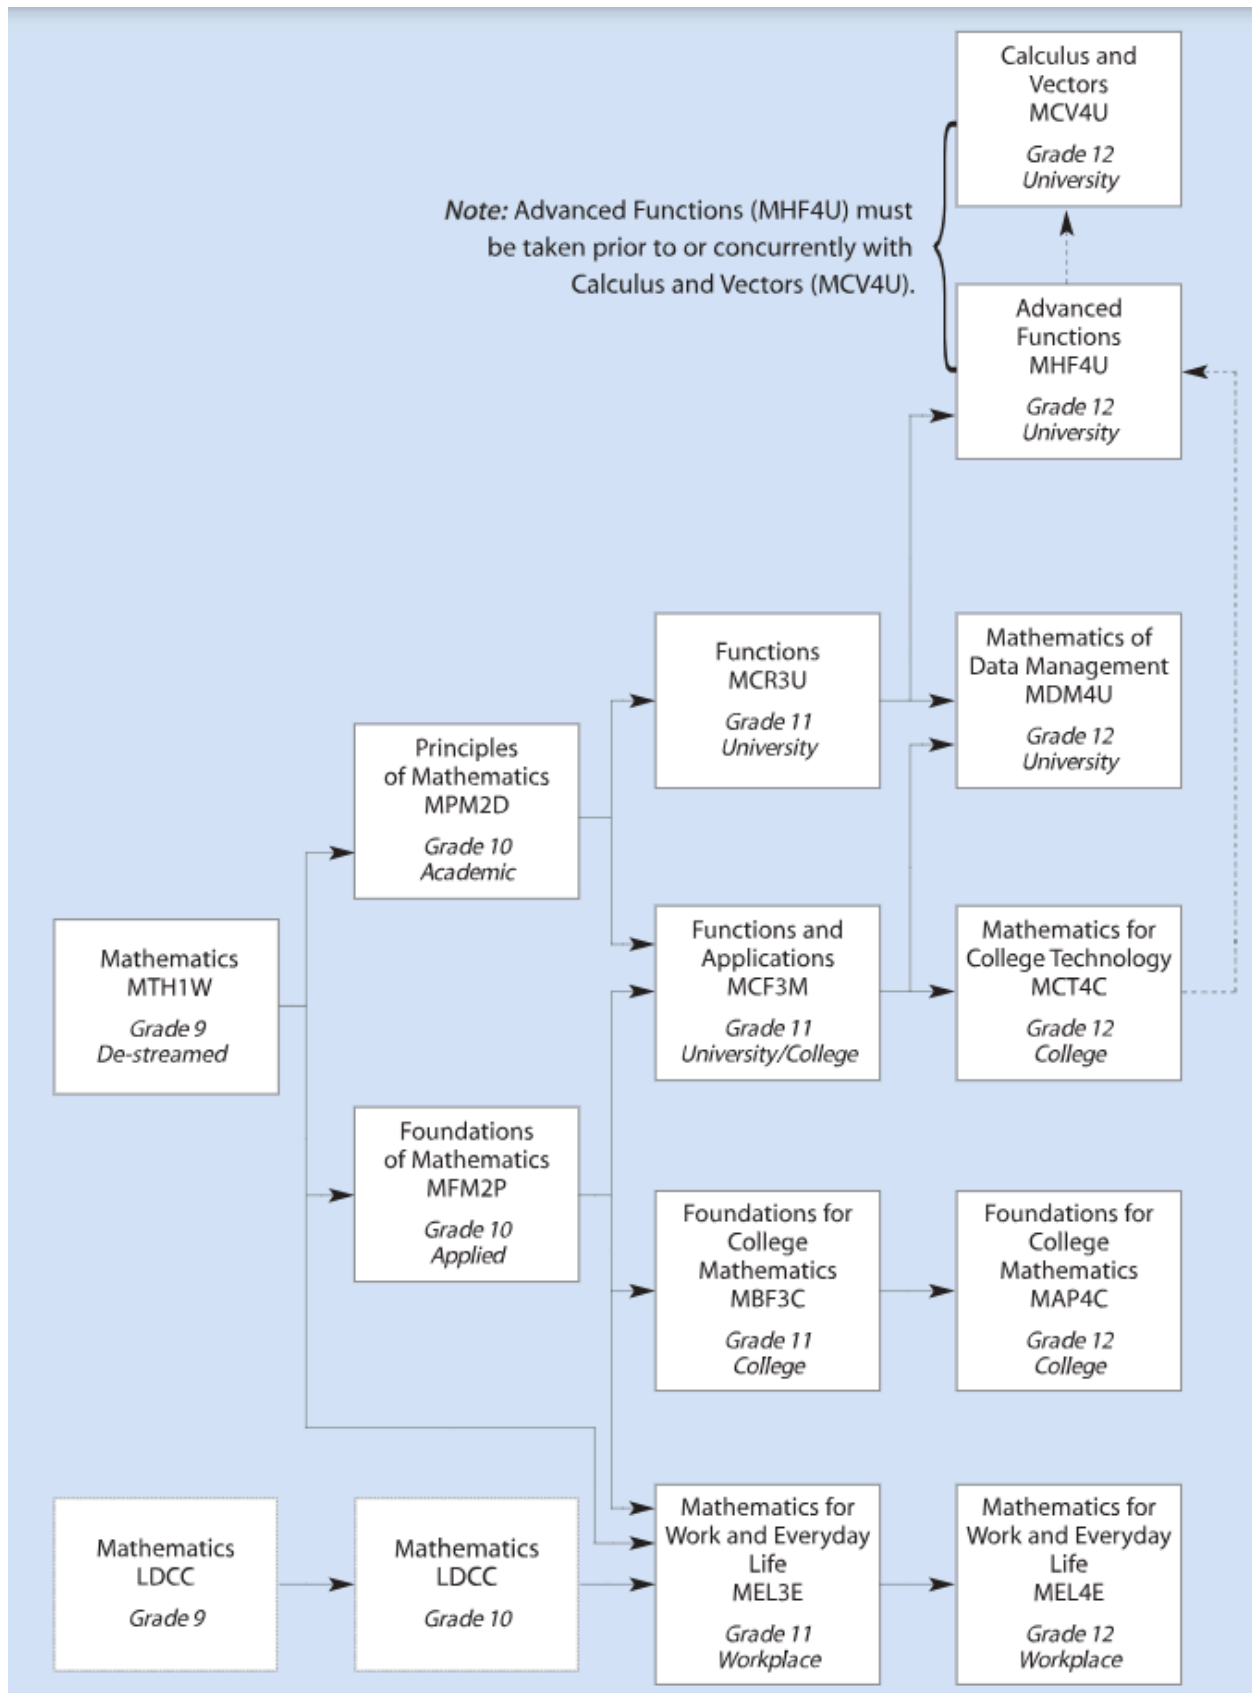 Calculus and
Vectors
MCV4U
Grade 12
University
Note: Advanced Functions (MHF4U) must
be taken prior to or concurrently with
Calculus and Vectors (MCV4U).
Advanced
Functions
MHF4U
Grade 12
University
Functions
MCR3U
Grade 11
University
Mathematics of
Data Management
MDM4U
Grade 12
University
Principles
of Mathematics
MPM2D
Grade 10
Academic
Mathematics
MTH1W
Grade 9
De-streamed
Functions and
Applications
MCF3M
Grade 11
University/College
Mathematics for
College Technology
MCT4C
Grade 12
College
Foundations
of Mathematics
MFM2P
Grade 10
Applied
Foundations for
College
Mathematics
MBF3C
Grade 11
College
Foundations for
College
Mathematics
MAP4C
Grade 12
College
Mathematics
LDCC
Grade 9
Mathematics
LDCC
Grade 10
Mathematics for
Work and Everyday
Life
MEL3E
Grade 11
Workplace
Mathematics for
Work and Everyday
Life
MEL4E
Grade 12
Workplace